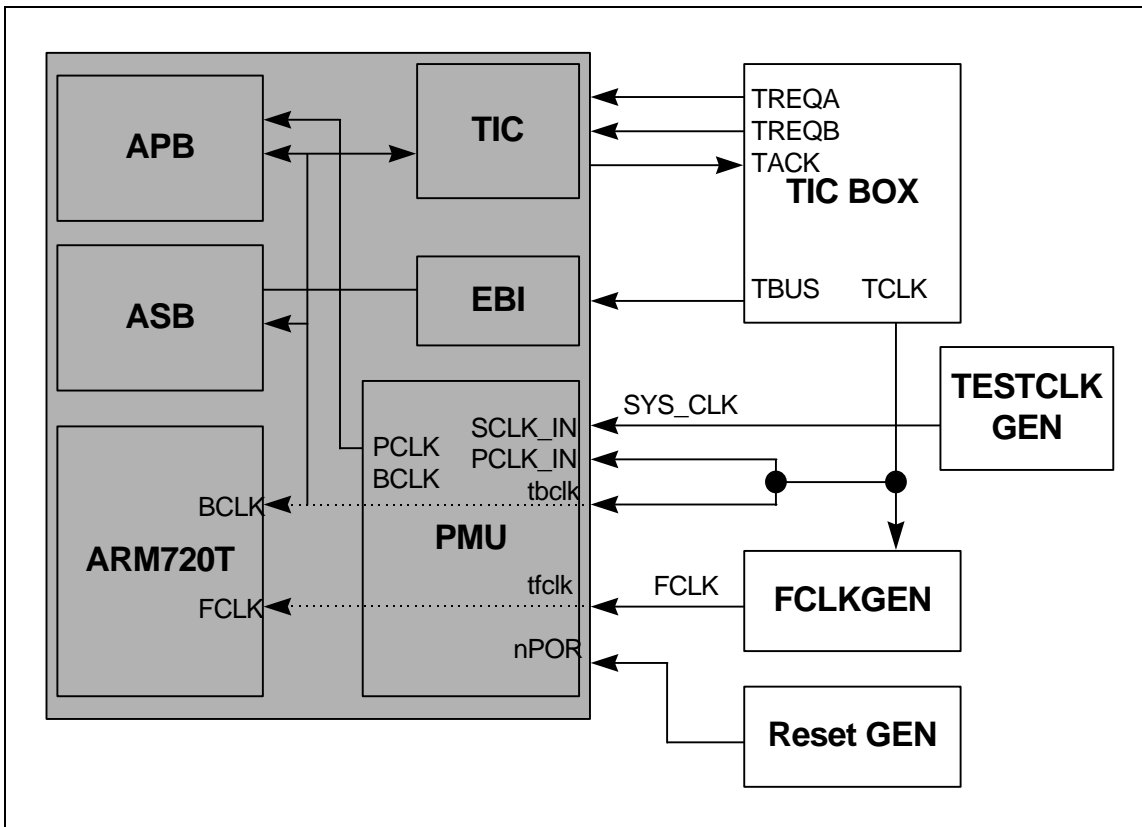 APB
TIC
TREQA
TREQB
TACK
TIC BOX
ASB
EBI
TBUS TCLK
TESTCLK
GEN
SYS_CLK
SCLK_IN
PCLK_IN
tbclk
PCLK
BCLK
BCLK
PMU
ARM720T
tfclk
FCLK
FCLK
FCLKGEN
nPOR
Reset GEN